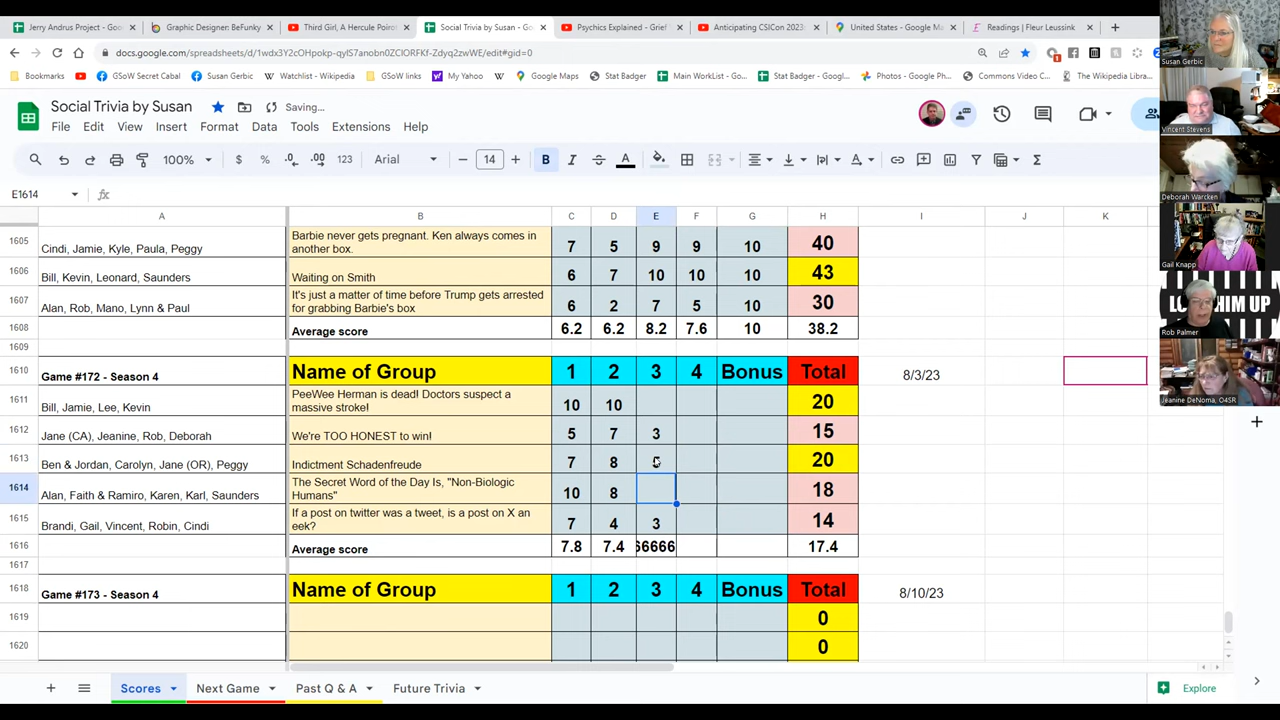 Jerry Andrus Project - Goo
Graphic Designer: BeFunky
Third Girl, A Hercule Poirot
Social Trivia by Susan - Goo
Psychics Explained - Grief
Anticipating CSICon 2023:
United States - Google Ma
Readings | Fleur Leussink
docs.google.com/spreadsheets/d/1wdx3Y2cOHpokp-qyIS7anobn0ZCIORFKf-Zdyq2zwWE/edit#gid=0
Bookmarks
GSoW Secret Cabal
Susan Gerbic
Watchlist - Wikipedia
GSoW links
My Yahoo
Google Maps
Stat Badger
Main WorkList - Go...
Stat Badger - Googl...
Photos - Google Ph...
Commons Video C...
The Wikipedia Libra...
Social Trivia by Susan
Saving...
File Edit View Insert Format Data Tools Extensions Help
100% $ % .0 .00 123 Arial 14 B I A
E1614 fx
A B C D E F G H I J K
1605 Cindi, Jamie, Kyle, Paula, Peggy
Barbie never gets pregnant. Ken always comes in
another box.
7 5 9 9 10 40
1606 Bill, Kevin, Leonard, Saunders Waiting on Smith 6 7 10 10 10 43
1607 Alan, Rob, Mano, Lynn & Paul
It's just a matter of time before Trump gets arrested
for grabbing Barbie's box
6 2 7 5 10 30
1608 Average score 6.2 6.2 8.2 7.6 10 38.2
1609
1610 Game #172 - Season 4 Name of Group 1 2 3 4 Bonus Total 8/3/23
1611 Bill, Jamie, Lee, Kevin
PeeWee Herman is dead! Doctors suspect a
massive stroke!
10 10 20
1612 Jane (CA), Jeanine, Rob, Deborah We're TOO HONEST to win! 5 7 3 15
1613 Ben & Jordan, Carolyn, Jane (OR), Peggy Indictment Schadenfreude 7 8 20
1614 Alan, Faith & Ramiro, Karen, Karl, Saunders
The Secret Word of the Day Is, "Non-Biologic
Humans"
10 8 18
1615 Brandi, Gail, Vincent, Robin, Cindi
If a post on twitter was a tweet, is a post on X an
eek?
7 4 3 14
1616 Average score 7.8 7.4 66666 17.4
1617
1618 Game #173 - Season 4 Name of Group 1 2 3 4 Bonus Total 8/10/23
1619 0
1620 0
Scores
Next Game
Past Q & A
Future Trivia
Explore
Susan Gerbic
Vincent Stevens
Deborah Warcken
Gail Knapp
HIM UP
Rob Palmer
Jeanine DeNoma, O4SR